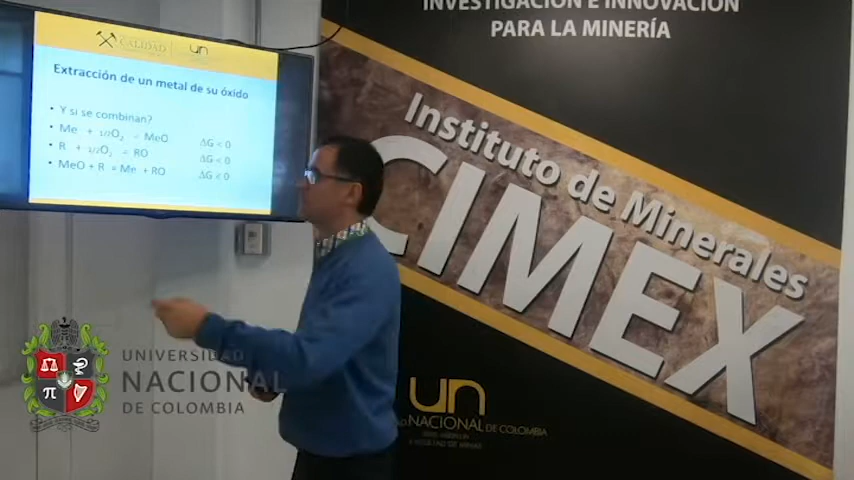 CALIDAD
un
Extracción de un metal de su óxido
• Y si se combinan?
• Me + 1/2O₂ = MeO ΔG < 0
• R + 1/2O₂ = RO ΔG < 0
• MeO + R = Me + RO ΔG < 0
INVESTIGACIÓN E INNOVACIÓN
PARA LA MINERÍA
Instituto de Minerales
CIMEX
UNIVERSIDAD
NACIONAL
DE COLOMBIA
un
NACIONAL DE COLOMBIA